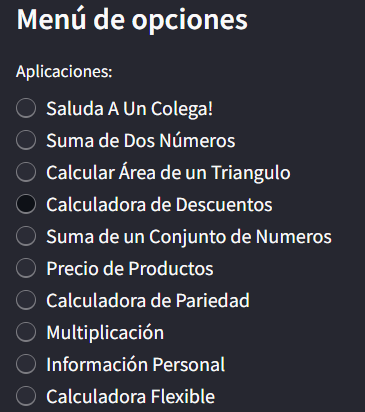 Menú de opciones
Aplicaciones:
Saluda A Un Colega!
Suma de Dos Números
Calcular Área de un Triangulo
Calculadora de Descuentos
Suma de un Conjunto de Numeros
Precio de Productos
Calculadora de Pariedad
Multiplicación
Información Personal
Calculadora Flexible